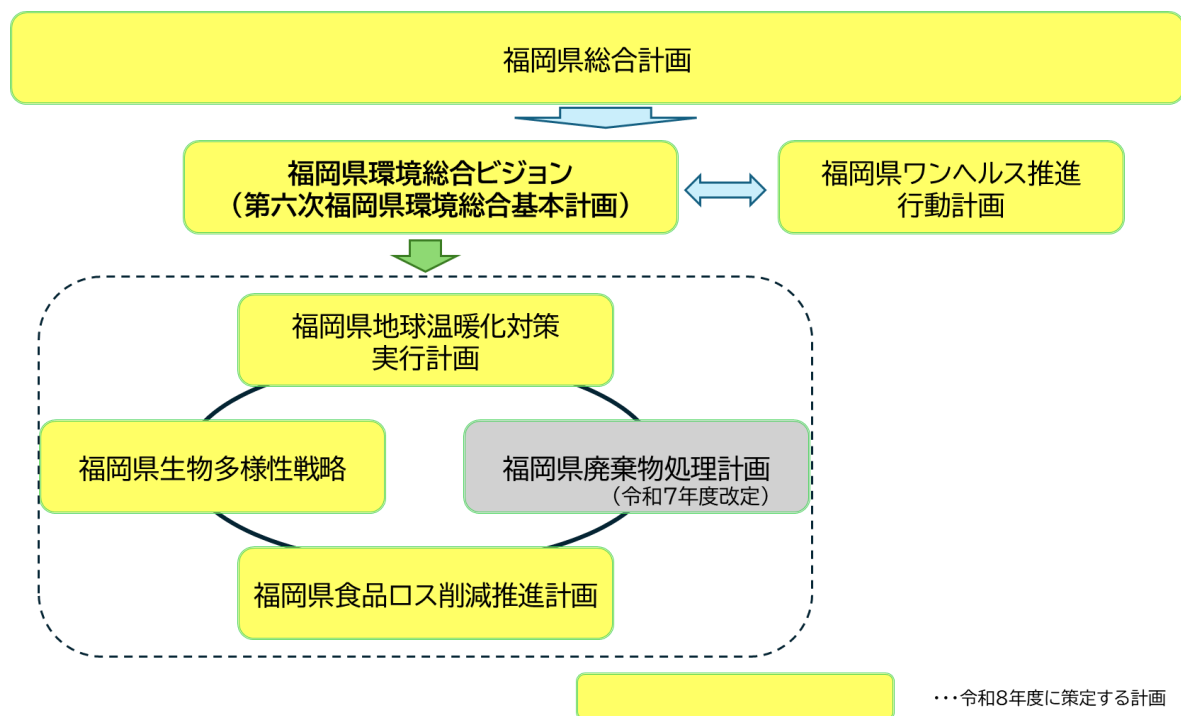 福岡県総合計画
福岡県環境総合ビジョン
（第六次福岡県環境総合基本計画）
福岡県ワンヘルス推進
行動計画
福岡県地球温暖化対策
実行計画
福岡県生物多様性戦略
福岡県廃棄物処理計画
（令和7年度改定）
福岡県食品ロス削減推進計画
･･･令和8年度に策定する計画